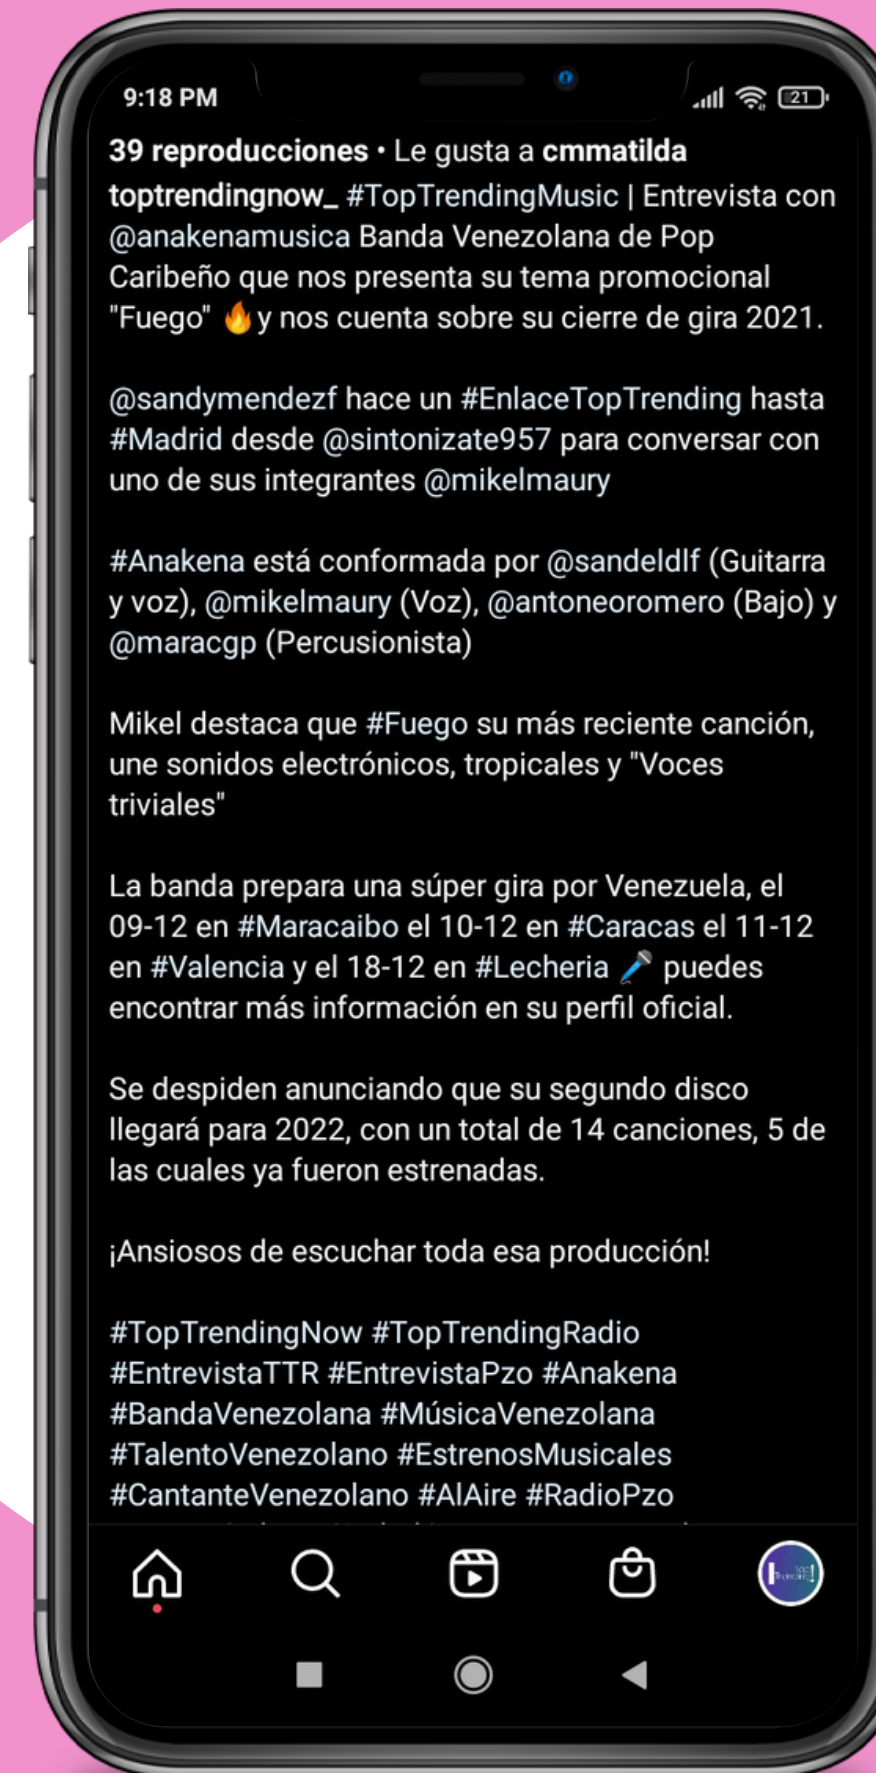 9:18 PM
21
39 reproducciones • Le gusta a cmmatilda
toptrendingnow_ #TopTrendingMusic | Entrevista con
@anakenamusica Banda Venezolana de Pop
Caribeño que nos presenta su tema promocional
"Fuego" 🔥y nos cuenta sobre su cierre de gira 2021.
@sandymendezf hace un #EnlaceTopTrending hasta
#Madrid desde @sintonizate957 para conversar con
uno de sus integrantes @mikelmaury
#Anakena está conformada por @sandeldlf (Guitarra
y voz), @mikelmaury (Voz), @antoneoromero (Bajo) y
@maracgp (Percusionista)
Mikel destaca que #Fuego su más reciente canción,
une sonidos electrónicos, tropicales y "Voces
triviales"
La banda prepara una súper gira por Venezuela, el
09-12 en #Maracaibo el 10-12 en #Caracas el 11-12
en #Valencia y el 18-12 en #Lecheria 🎤 puedes
encontrar más información en su perfil oficial.
Se despiden anunciando que su segundo disco
llegará para 2022, con un total de 14 canciones, 5 de
las cuales ya fueron estrenadas.
¡Ansiosos de escuchar toda esa producción!
#TopTrendingNow #TopTrendingRadio
#EntrevistaTTR #EntrevistaPzo #Anakena
#BandaVenezolana #MúsicaVenezolana
#TalentoVenezolano #EstrenosMusicales
#CantanteVenezolano #AlAire #RadioPzo